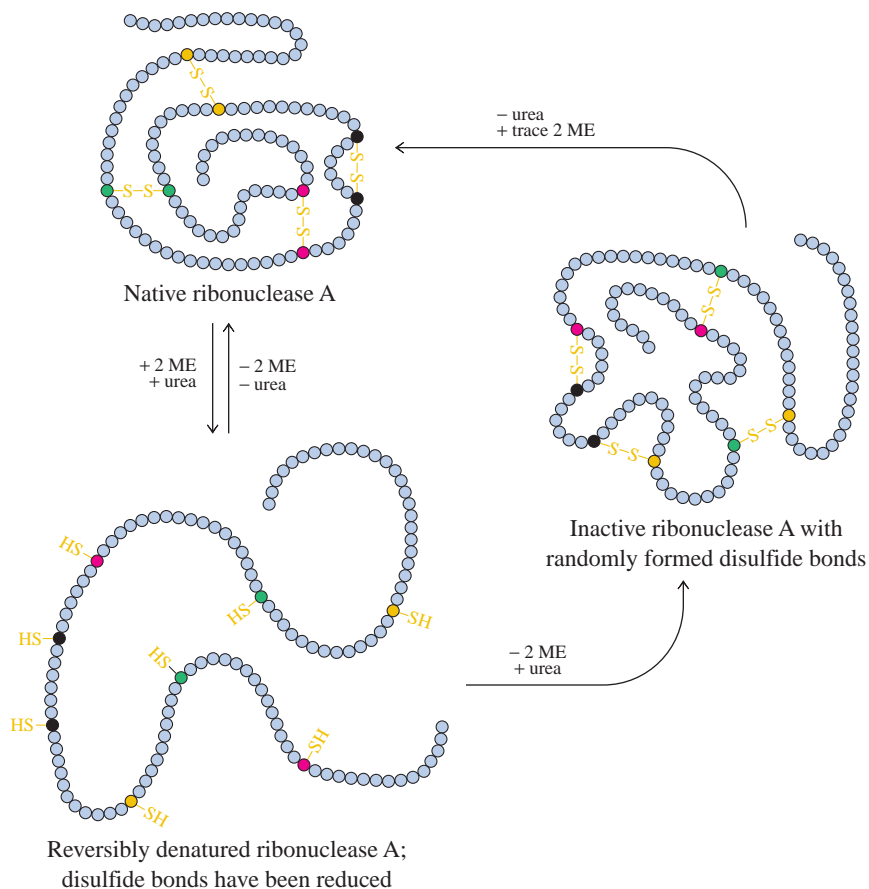 S-S
S-S
S-S
S-S
– urea
+ trace 2 ME
Native ribonuclease A
+ 2 ME
+ urea
– 2 ME
– urea
S-S
S-S
S-S
S-S
Inactive ribonuclease A with
randomly formed disulfide bonds
HS
HS
SH
HS
HS
HS
SH
SH
– 2 ME
+ urea
Reversibly denatured ribonuclease A;
disulfide bonds have been reduced